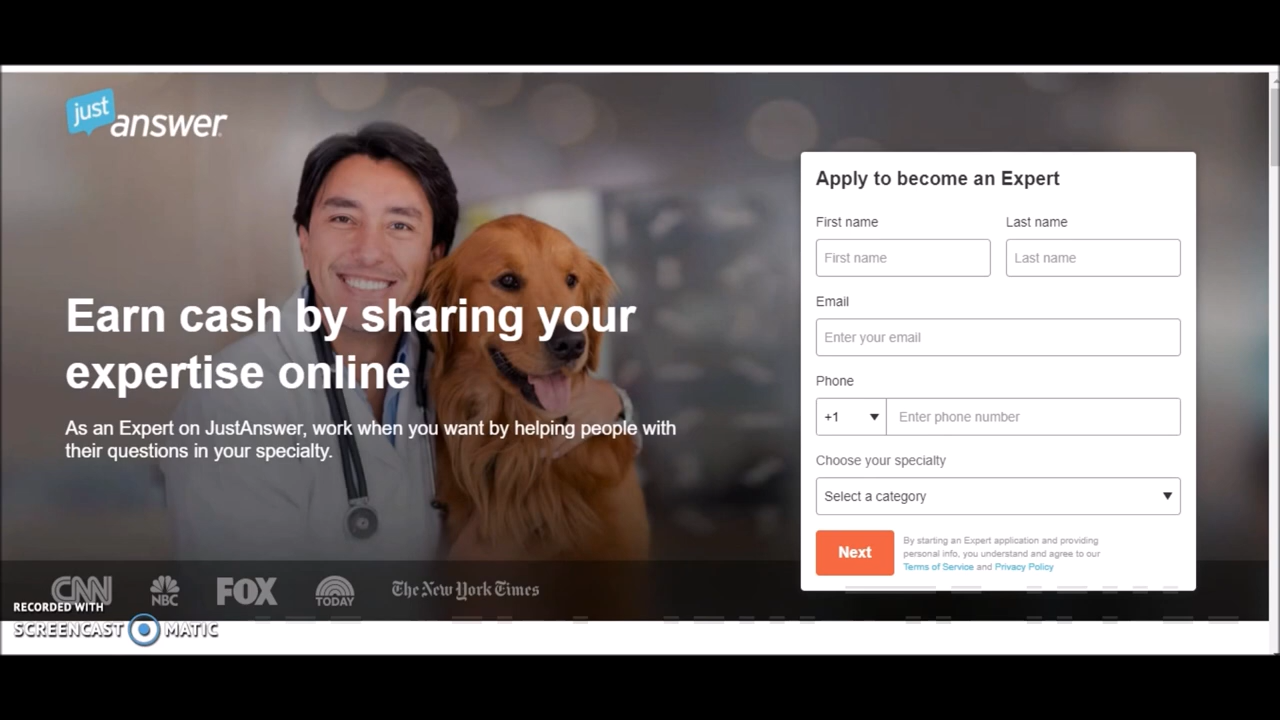 just
answer
Earn cash by sharing your
expertise online
As an Expert on JustAnswer, work when you want by helping people with
their questions in your specialty.
CNN
NBC
FOX
TODAY
The New York Times
Apply to become an Expert
First name
Last name
First name
Last name
Email
Enter your email
Phone
+1
Enter phone number
Choose your specialty
Select a category
Next
By starting an Expert application and providing
personal info, you understand and agree to our
Terms of Service and Privacy Policy
RECORDED WITH
SCREENCAST MATIC